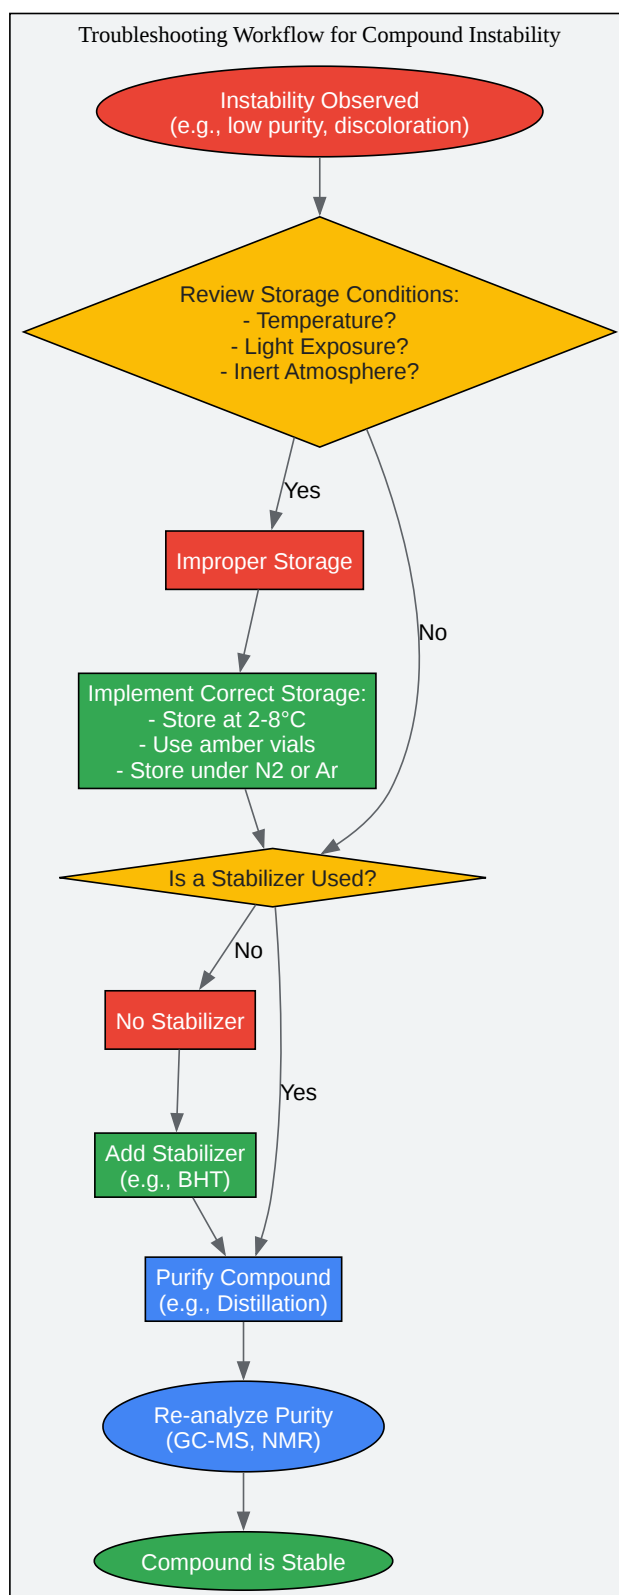 Troubleshooting Workflow for Compound Instability
Instability Observed
(e.g., low purity, discoloration)
Review Storage Conditions:
- Temperature?
- Light Exposure?
- Inert Atmosphere?
Yes
Improper Storage
No
Implement Correct Storage:
- Store at 2-8°C
- Use amber vials
- Store under N2 or Ar
Is a Stabilizer Used?
No
No Stabilizer
Yes
Add Stabilizer
(e.g., BHT)
Purify Compound
(e.g., Distillation)
Re-analyze Purity
(GC-MS, NMR)
Compound is Stable